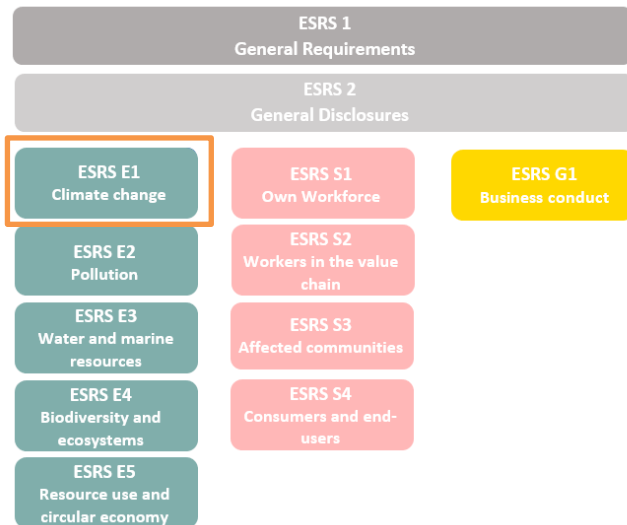 ESRS 1
General Requirements
ESRS 2
General Disclosures
ESRS E1
Climate change
ESRS E2
Pollution
ESRS E3
Water and marine
resources
ESRS E4
Biodiversity and
ecosystems
ESRS E5
Resource use and
circular economy
ESRS S1
Own Workforce
ESRS S2
Workers in the value
chain
ESRS S3
Affected communities
ESRS S4
Consumers and end-
users
ESRS G1
Business conduct